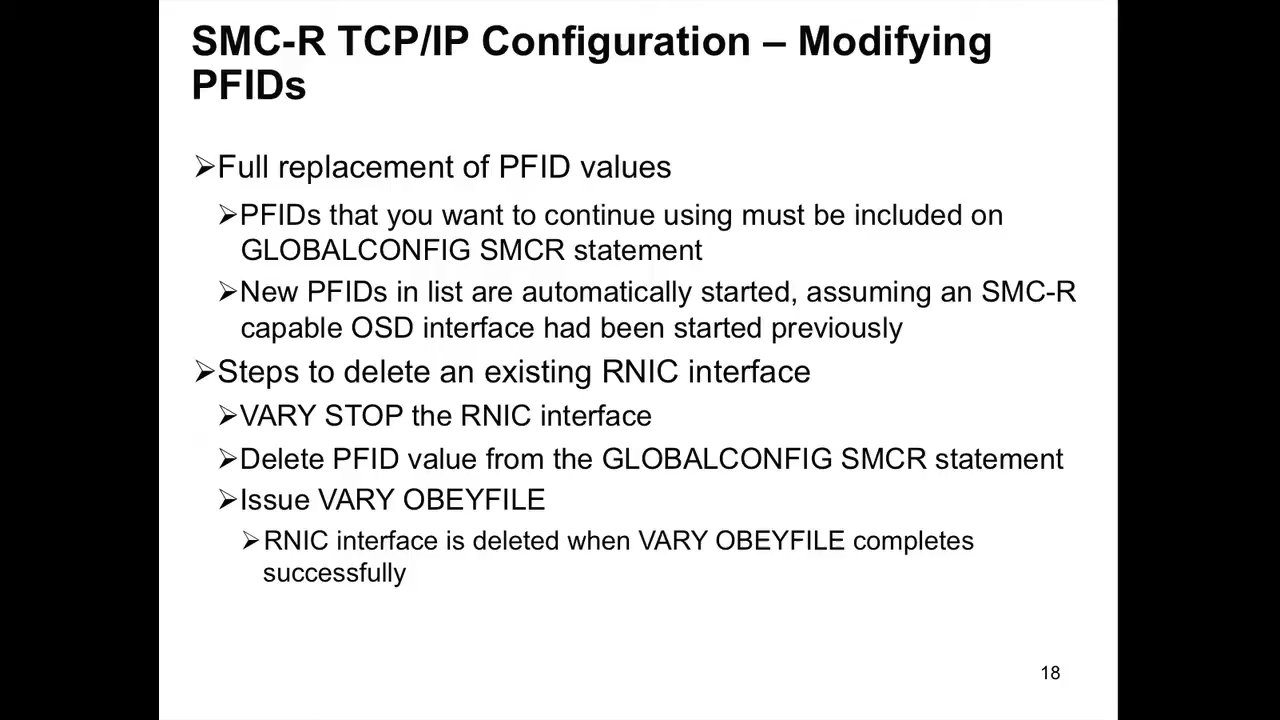 SMC-R TCP/IP Configuration – Modifying
PFIDs
➢Full replacement of PFID values
➢PFIDs that you want to continue using must be included on
GLOBALCONFIG SMCR statement
➢New PFIDs in list are automatically started, assuming an SMC-R
capable OSD interface had been started previously
➢Steps to delete an existing RNIC interface
➢VARY STOP the RNIC interface
➢Delete PFID value from the GLOBALCONFIG SMCR statement
➢Issue VARY OBEYFILE
➢RNIC interface is deleted when VARY OBEYFILE completes
successfully
18